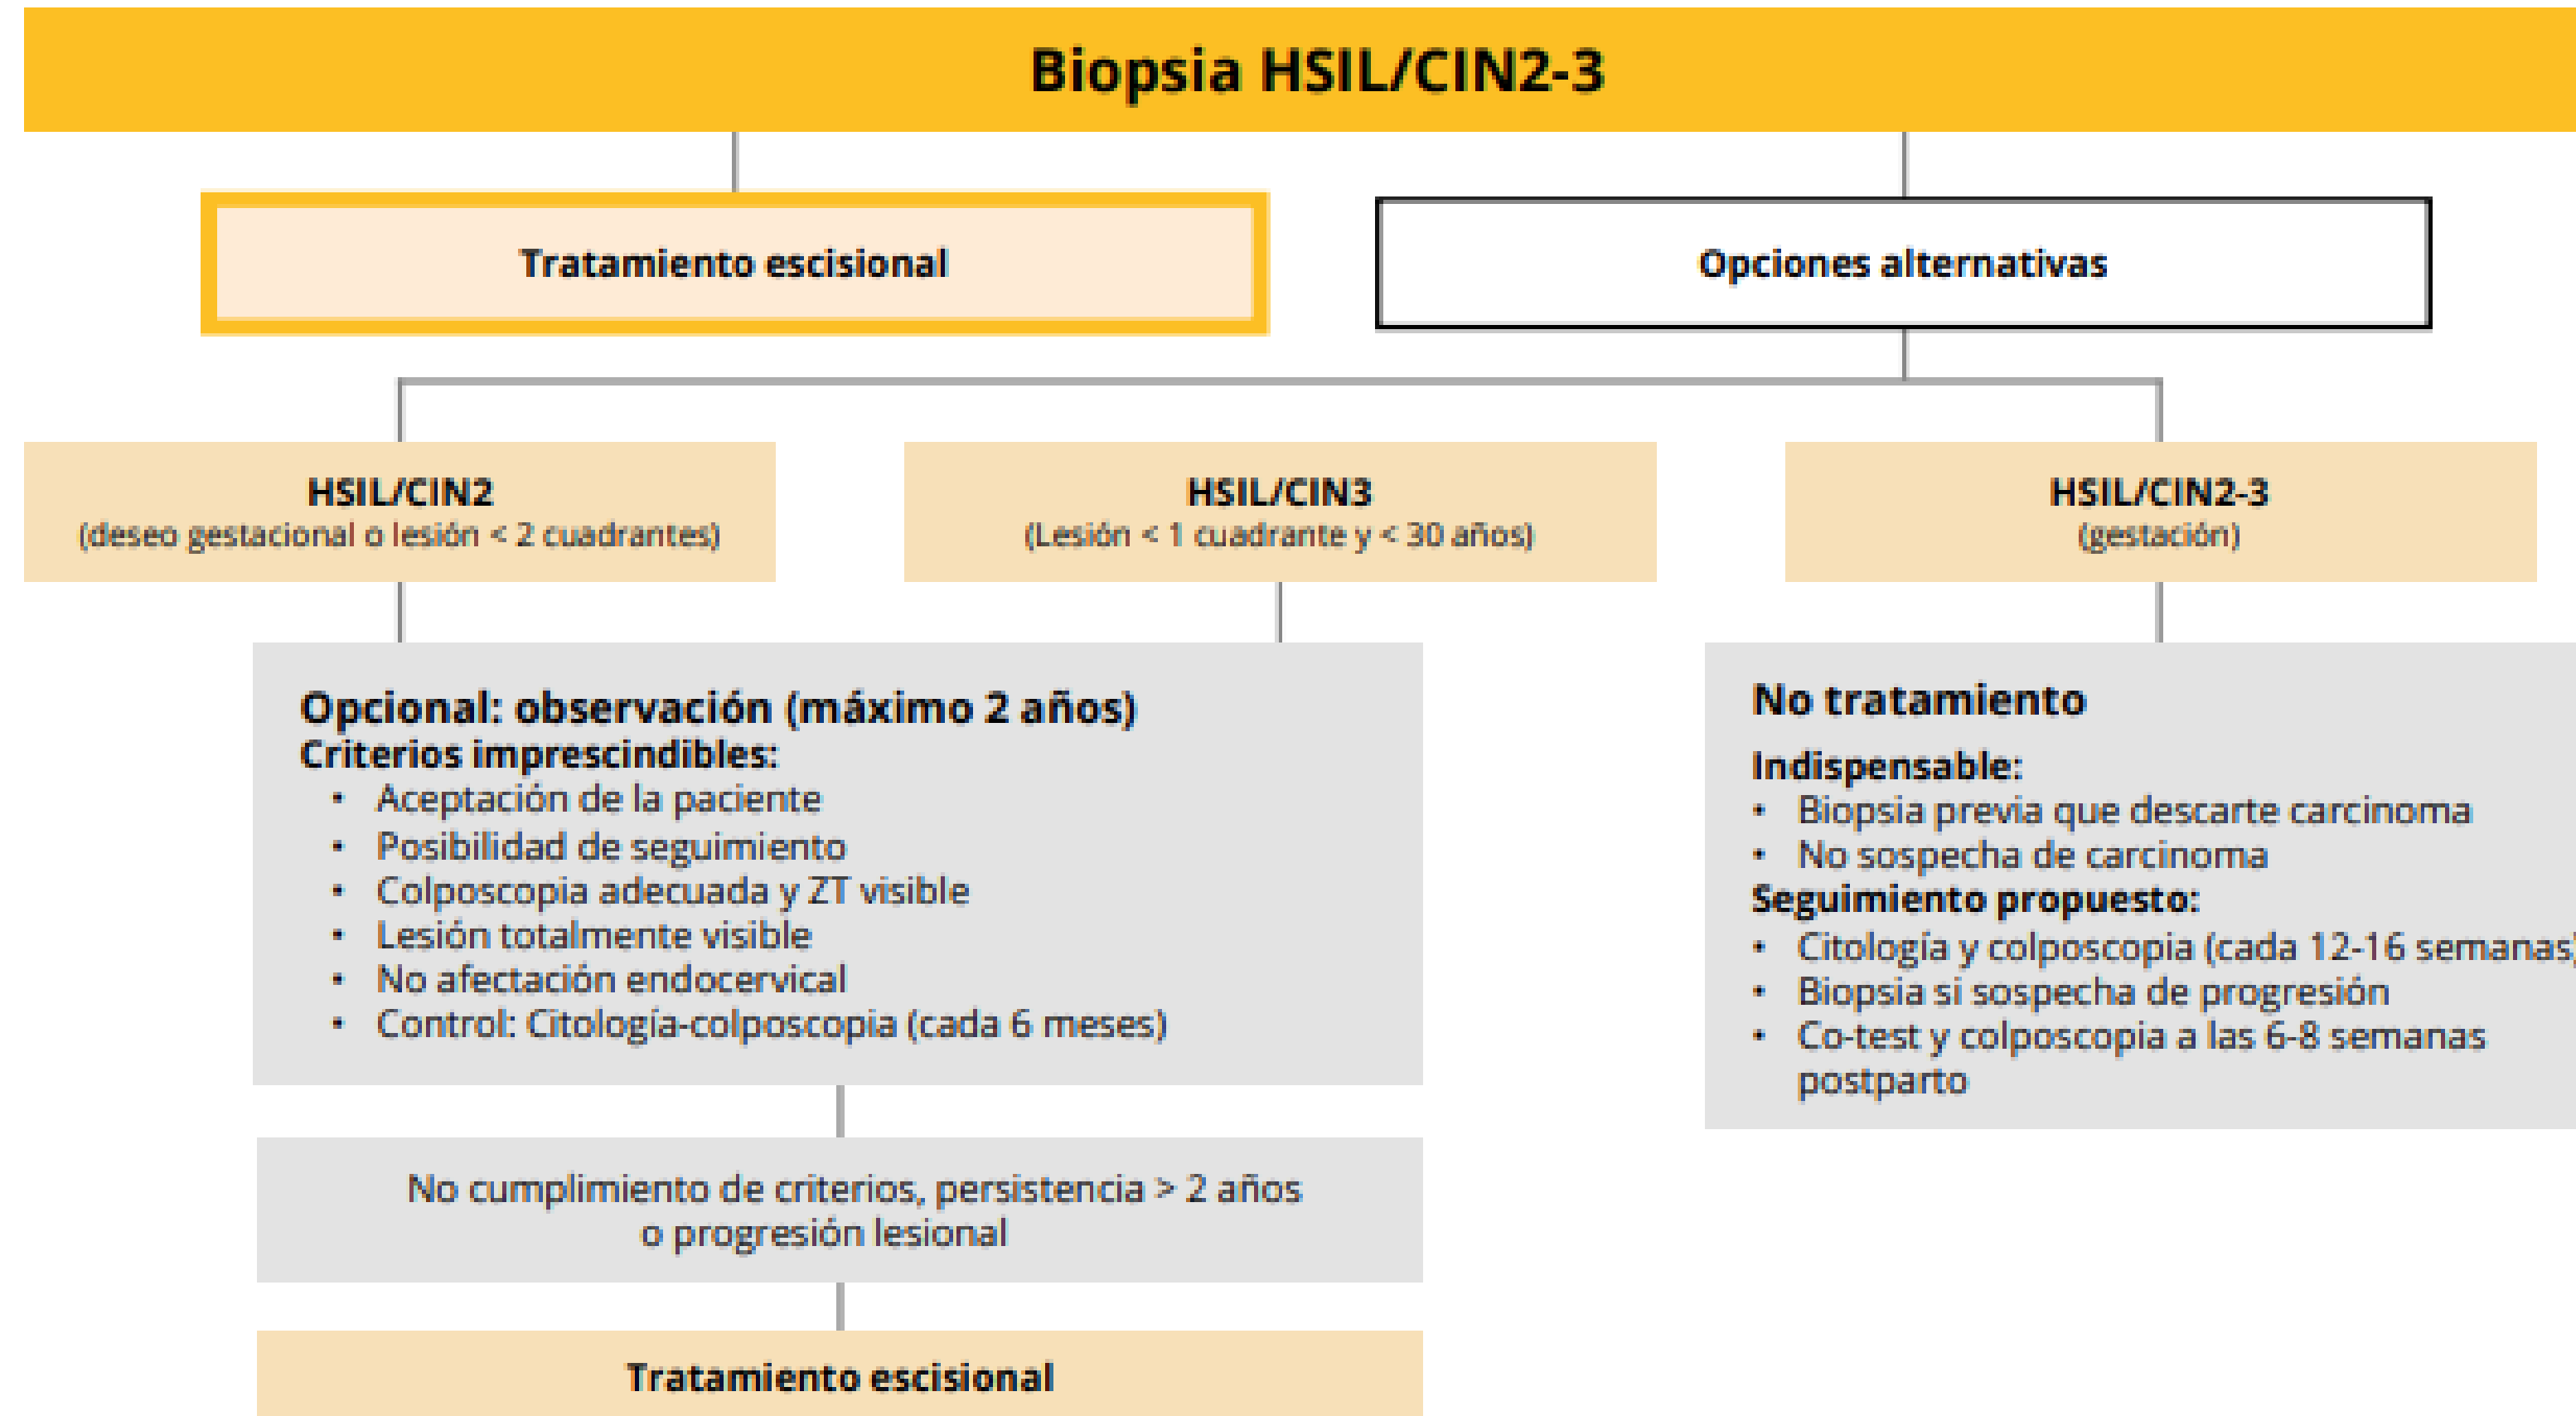 Biopsia HSIL/CIN2-3
Tratamiento escisional
Opciones alternativas
HSIL/CIN2
(deseo gestacional o lesión < 2 cuadrantes)
HSIL/CIN3
(Lesión < 1 cuadrante y < 30 años)
HSIL/CIN2-3
(gestación)
Opcional: observación (máximo 2 años)
Criterios imprescindibles:
• Aceptación de la paciente
• Posibilidad de seguimiento
• Colposcopia adecuada y ZT visible
• Lesión totalmente visible
• No afectación endocervical
• Control: Citología-colposcopia (cada 6 meses)
No tratamiento
Indispensable:
• Biopsia previa que descarte carcinoma
• No sospecha de carcinoma
Seguimiento propuesto:
• Citología y colposcopia (cada 12-16 semanas)
• Biopsia si sospecha de progresión
• Co-test y colposcopia a las 6-8 semanas
postparto
No cumplimiento de criterios, persistencia > 2 años
o progresión lesional
Tratamiento escisional